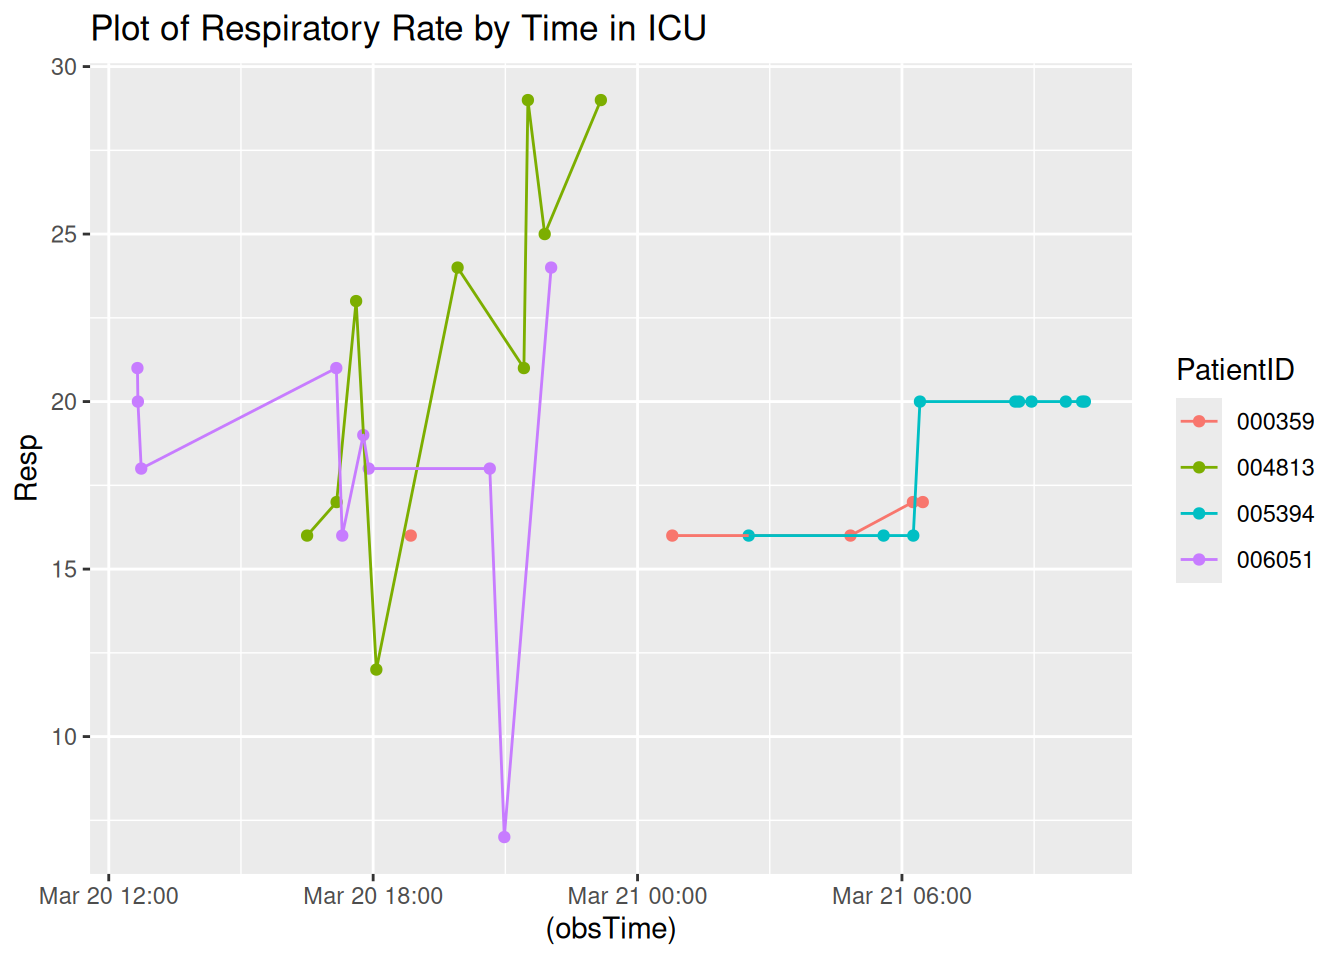 Plot of Respiratory Rate by Time in ICU
30
25
20
15
10
Resp
Mar 20 12:00 Mar 20 18:00 Mar 21 00:00 Mar 21 06:00
(obsTime)
PatientID
000359
004813
005394
006051